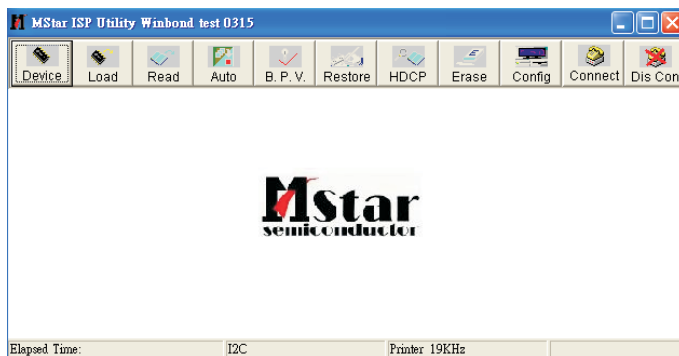 MStar ISP Utility Winbond test 0315
Device Load Read Auto B. P. V. Restore HDCP Erase Config Connect Dis Con
MStar
semiconductor
Elapsed Time: I2C Printer 19KHz